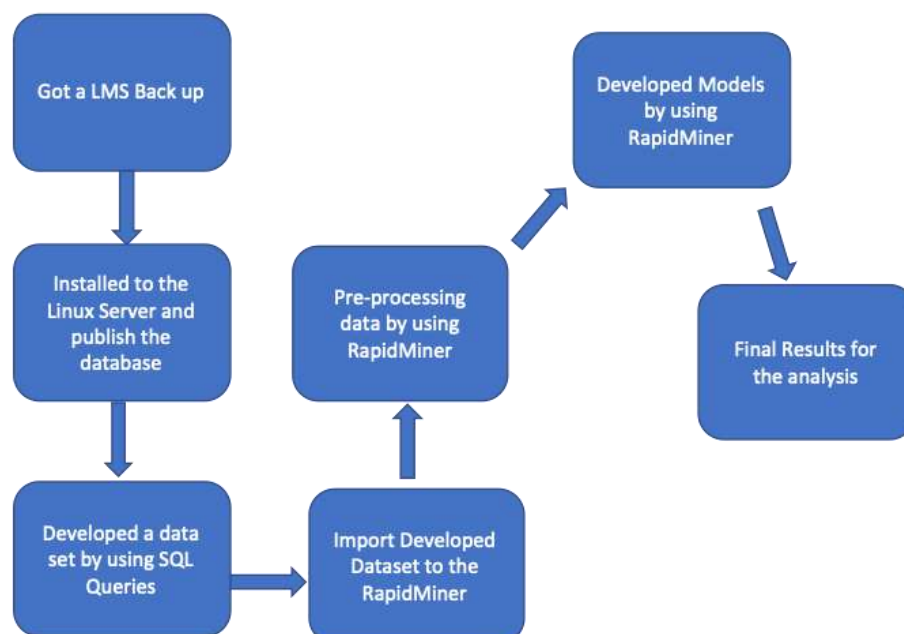 Got a LMS Back up
Installed to the
Linux Server and
publish the
database
Developed a data
set by using SQL
Queries
Import Developed
Dataset to the
RapidMiner
Pre-processing
data by using
RapidMiner
Developed Models
by using
RapidMiner
Final Results for
the analysis